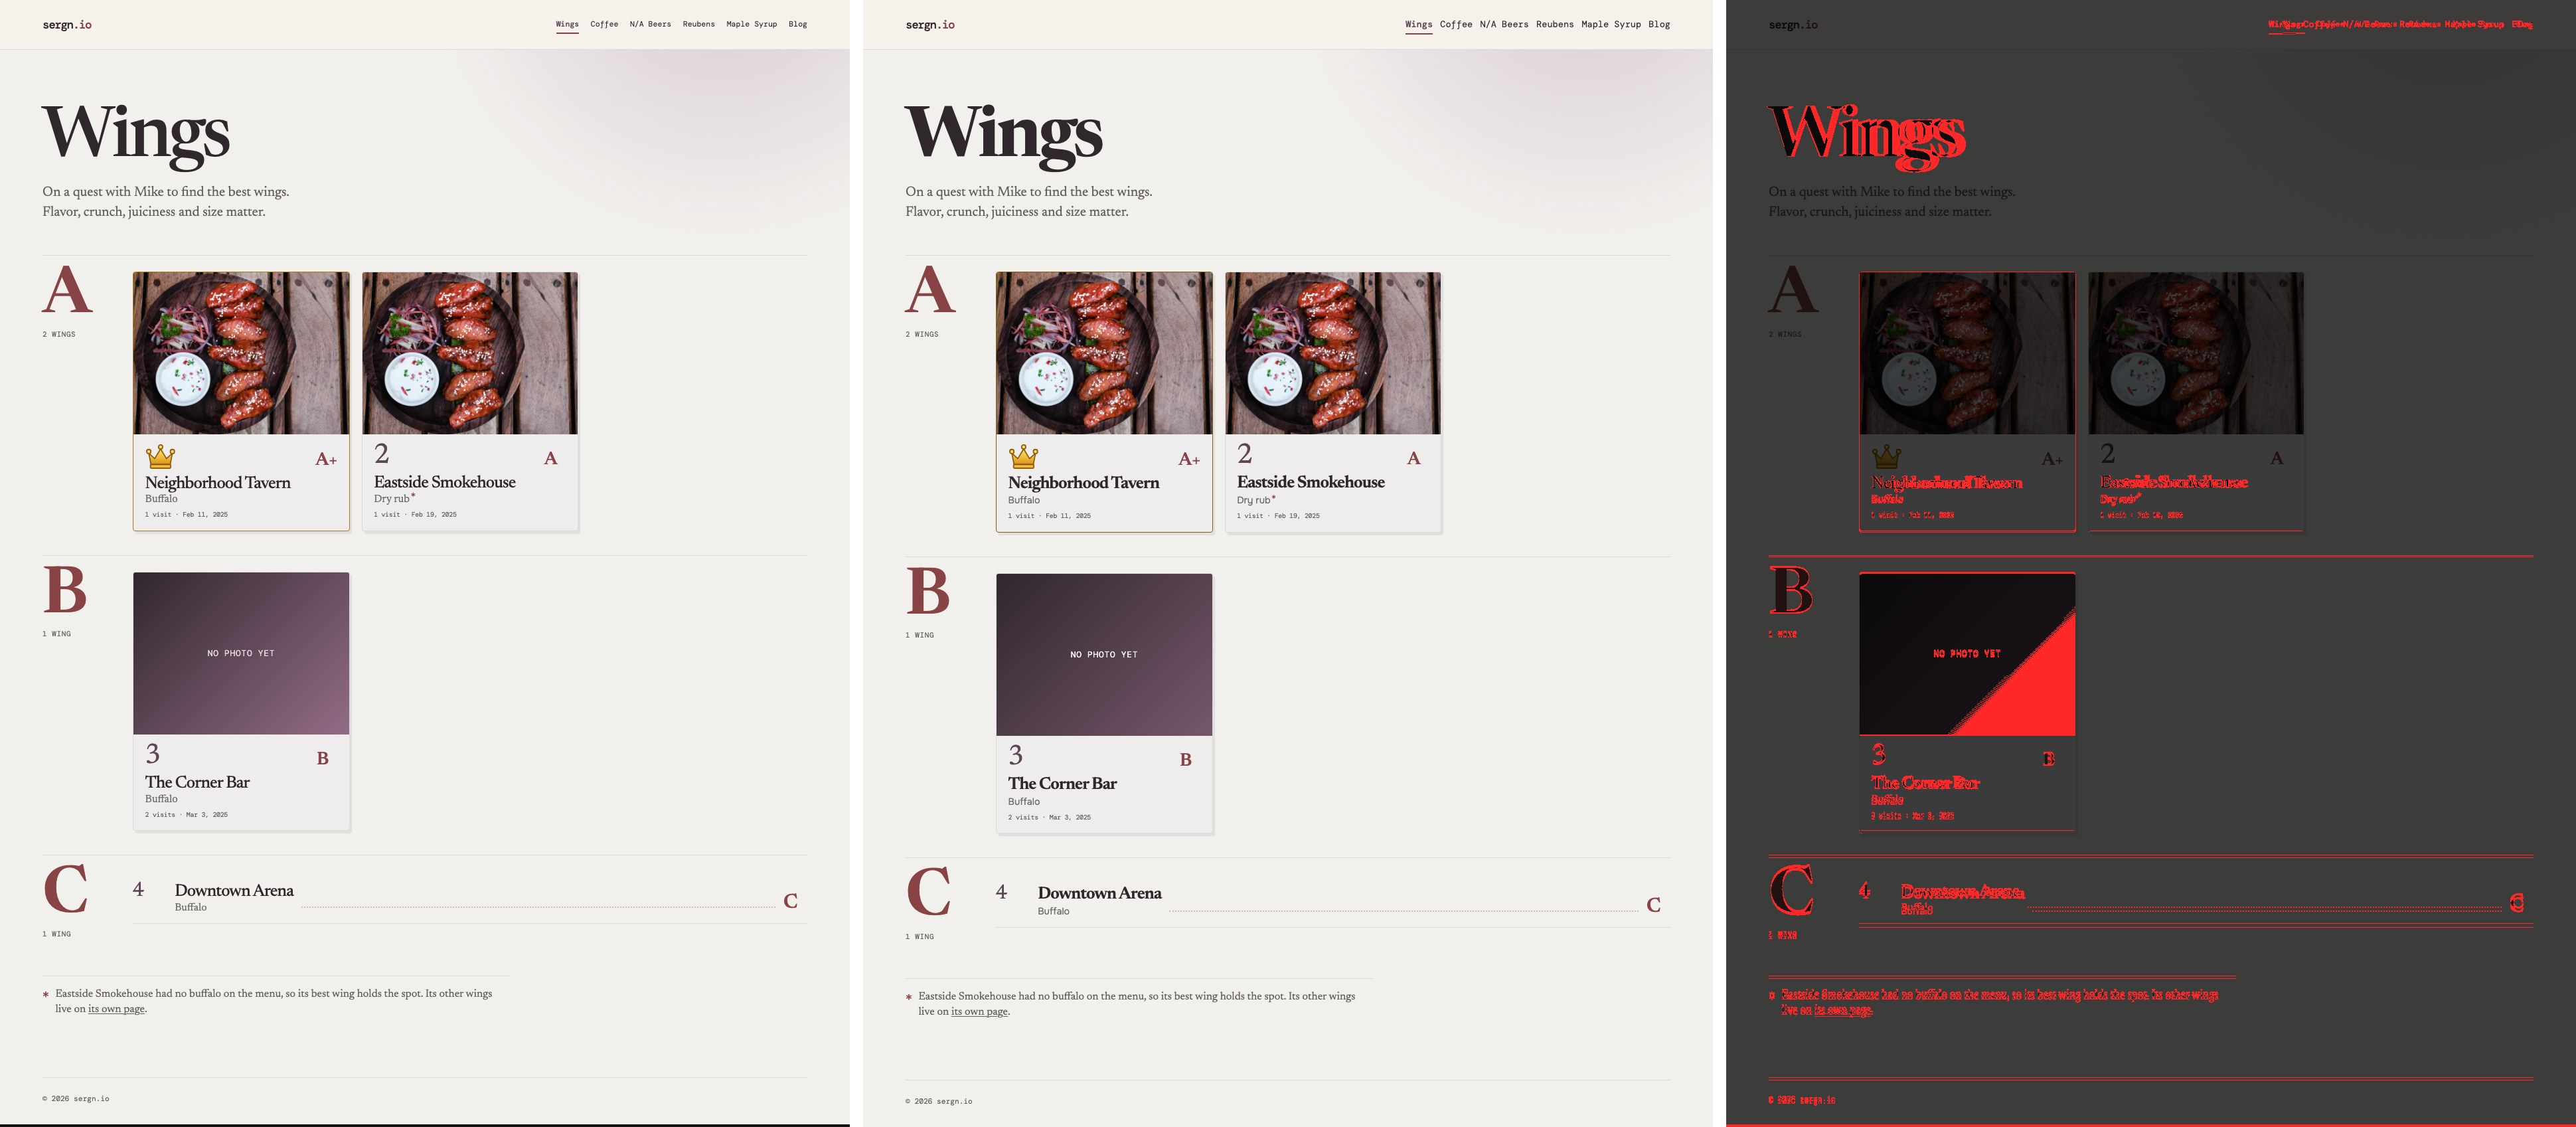 sergn.io
Wings Coffee N/A Beers Reubens Maple Syrup Blog
Wings
On a quest with Mike to find the best wings.
Flavor, crunch, juiciness and size matter.
A
2 WINGS
A+
Neighborhood Tavern
Buffalo
1 visit · Feb 11, 2025
2
A
Eastside Smokehouse
Dry rub*
1 visit · Feb 19, 2025
B
1 WING
NO PHOTO YET
3
B
The Corner Bar
Buffalo
2 visits · Mar 3, 2025
C
1 WING
4
Downtown Arena
Buffalo
C
* Eastside Smokehouse had no buffalo on the menu, so its best wing holds the spot. Its other wings
live on its own page.
© 2026 sergn.io
sergn.io
Wings Coffee N/A Beers Reubens Maple Syrup Blog
Wings
On a quest with Mike to find the best wings.
Flavor, crunch, juiciness and size matter.
A
2 WINGS
A+
Neighborhood Tavern
Buffalo
1 visit · Feb 11, 2025
2
A
Eastside Smokehouse
Dry rub*
1 visit · Feb 19, 2025
B
1 WING
NO PHOTO YET
3
B
The Corner Bar
Buffalo
2 visits · Mar 3, 2025
C
1 WING
4
Downtown Arena
Buffalo
C
* Eastside Smokehouse had no buffalo on the menu, so its best wing holds the spot. Its other wings
live on its own page.
© 2026 sergn.io
sergn.io
Wings
On a quest with Mike to find the best wings.
Flavor, crunch, juiciness and size matter.
A
2 WINGS
A+
2
A
B
NO PHOTO YET
3
B
The Corner Bar
Buffalo
C
4
Downtown Arena
Buffalo
C